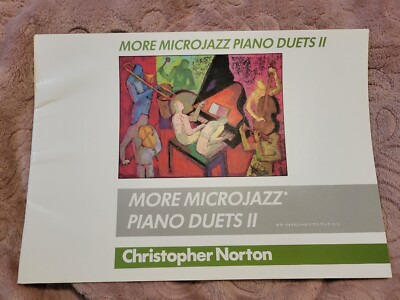 MORE MICROJAZZ PIANO DUETS II
MORE MICROJAZZ®
PIANO DUETS II
Christopher Norton